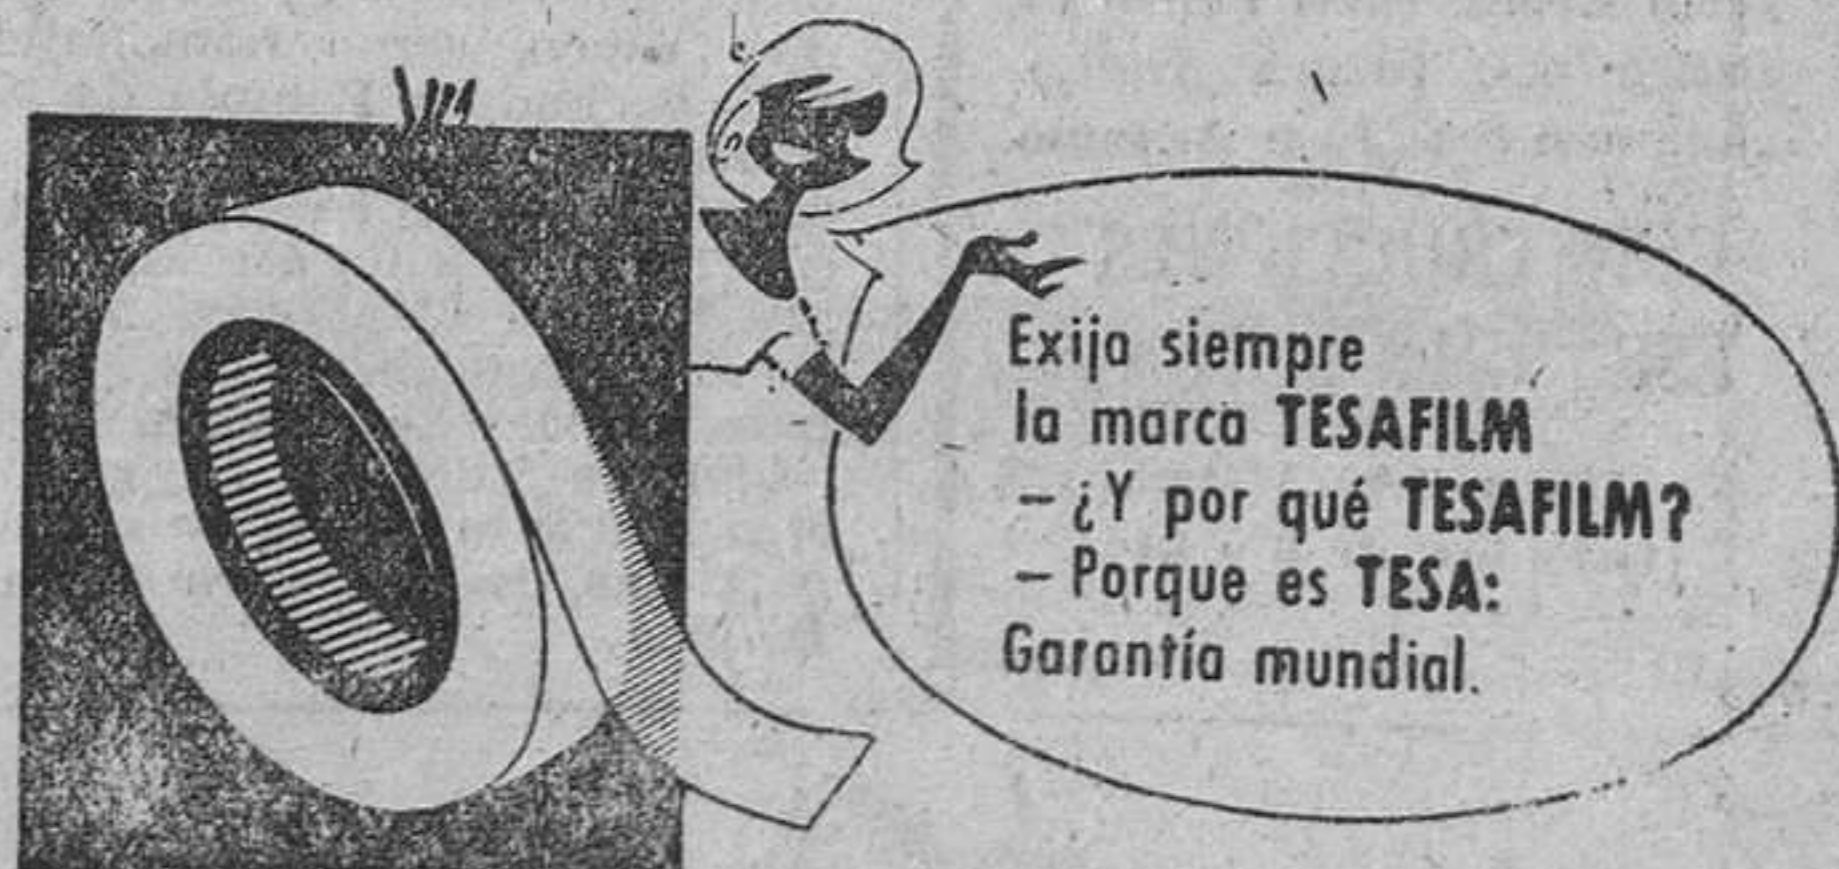 Exija siempre
la marca TESAFILM
– ¿Y por qué TESAFILM?
– Porque es TESA:
Garantía mundial.